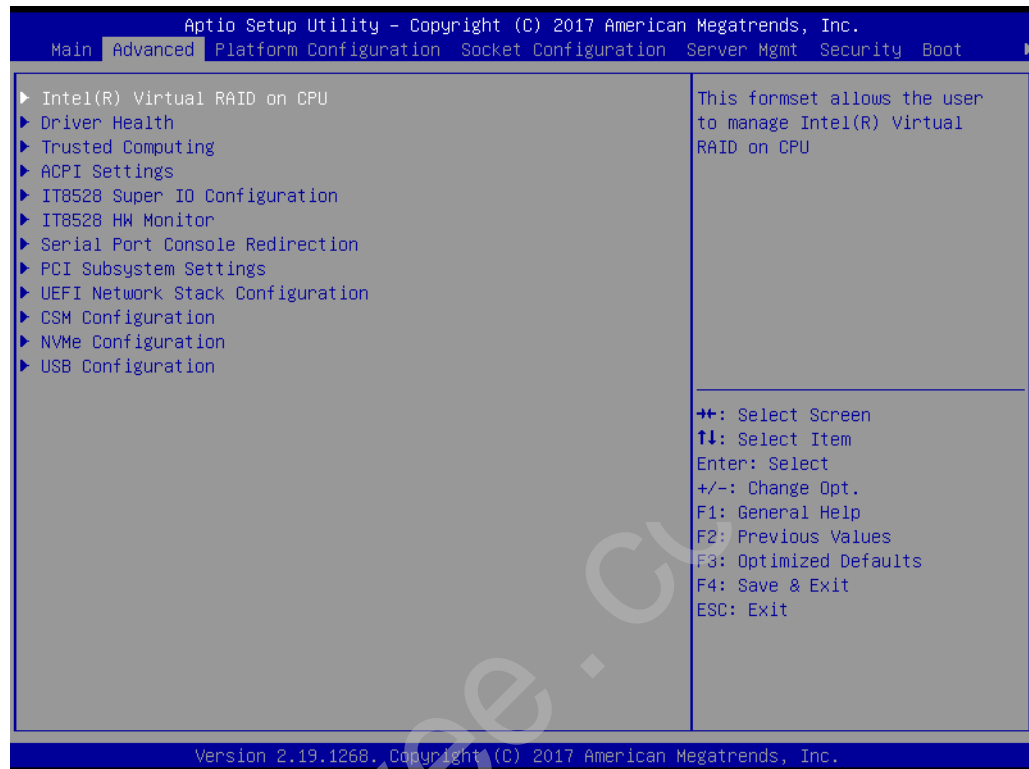 Aptio Setup Utility – Copyright (C) 2017 American Megatrends, Inc.
Main Advanced Platform Configuration Socket Configuration Server Mgmt Security Boot
Intel(R) Virtual RAID on CPU
Driver Health
Trusted Computing
ACPI Settings
IT8528 Super IO Configuration
IT8528 HW Monitor
Serial Port Console Redirection
PCI Subsystem Settings
UEFI Network Stack Configuration
CSM Configuration
NVMe Configuration
USB Configuration
This formset allows the user
to manage Intel(R) Virtual
RAID on CPU
→←: Select Screen
↑↓: Select Item
Enter: Select
+/-: Change Opt.
F1: General Help
F2: Previous Values
F3: Optimized Defaults
F4: Save & Exit
ESC: Exit
Version 2.19.1268. Copyright (C) 2017 American Megatrends, Inc.